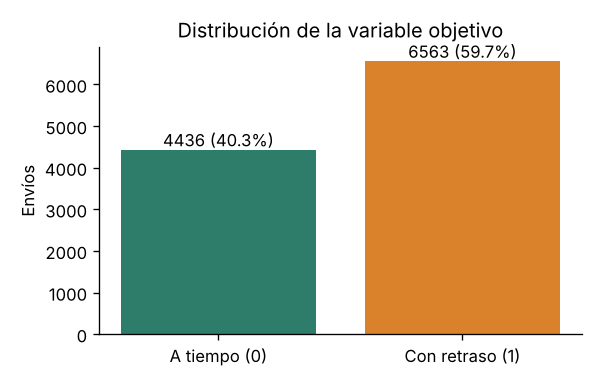 Distribución de la variable objetivo
6563 (59.7%)
4436 (40.3%)
Envíos
6000
5000
4000
3000
2000
1000
0
A tiempo (0)
Con retraso (1)